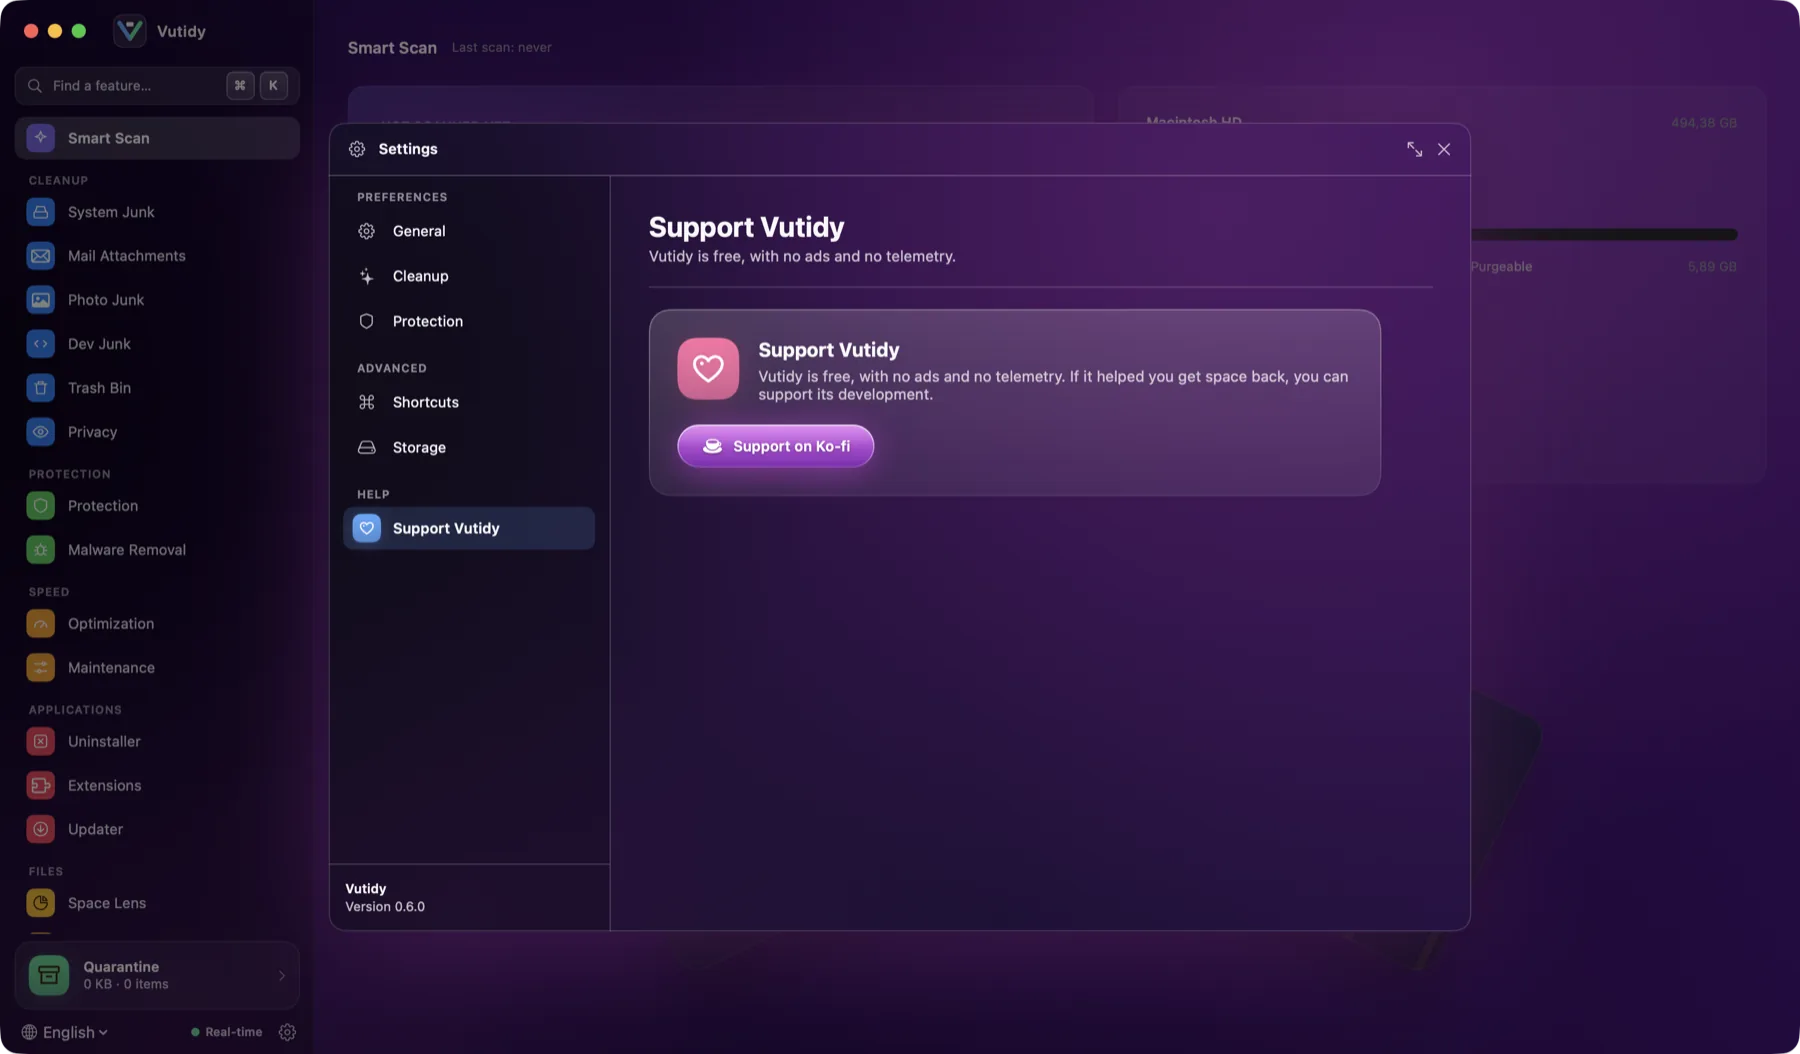 Vutidy
Find a feature...
⌘ K
Smart Scan
CLEANUP
System Junk
Mail Attachments
Photo Junk
Dev Junk
Trash Bin
Privacy
PROTECTION
Protection
Malware Removal
SPEED
Optimization
Maintenance
APPLICATIONS
Uninstaller
Extensions
Updater
FILES
Space Lens
Quarantine
0 KB · 0 items
English
Real-time
Smart Scan Last scan: never
Macintosh HD
494,38 GB
Purgeable
5,89 GB
Settings
PREFERENCES
General
Cleanup
Protection
ADVANCED
Shortcuts
Storage
HELP
Support Vutidy
Vutidy
Version 0.6.0
Support Vutidy
Vutidy is free, with no ads and no telemetry.
Support Vutidy
Vutidy is free, with no ads and no telemetry. If it helped you get space back, you can
support its development.
Support on Ko-fi